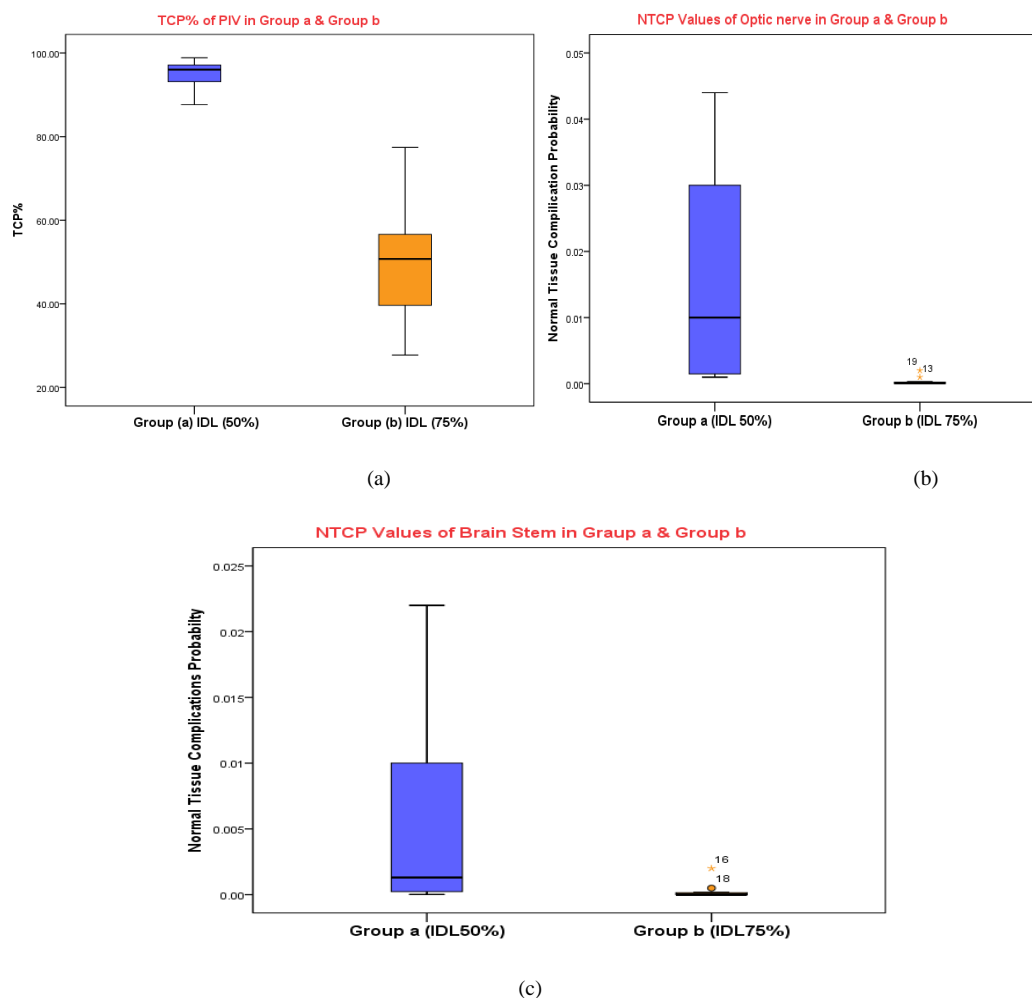 TCP% of PIV in Group a & Group b
100.00
80.00
60.00
40.00
20.00
TCP%
Group (a) IDL (50%)
Group (b) IDL (75%)
(a)
NTCP Values of Optic nerve in Group a & Group b
0.05
0.04
0.03
0.02
0.01
0.00
Normal Tissue Compilication Probability
19
13
Group a (IDL 50%)
Group b (IDL 75%)
(b)
NTCP Values of Brain Stem in Graup a & Group b
0.025
0.02
0.015
0.01
0.005
0.00
Normal Tissue Complications Probabilty
16
18
Group a (IDL50%)
Group b (IDL75%)
(c)